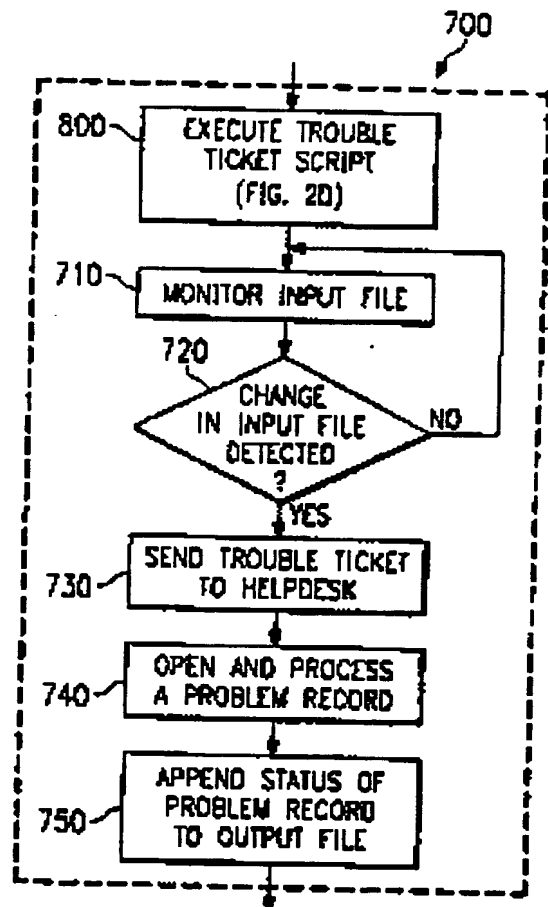 700
800
EXECUTE TROUBLE
TICKET SCRIPT
(FIG. 2D)
710
MONITOR INPUT FILE
720
CHANGE
IN INPUT FILE
DETECTED
?
NO
YES
730
SEND TROUBLE TICKET
TO HELPDESK
740
OPEN AND PROCESS
A PROBLEM RECORD
750
APPEND STATUS OF
PROBLEM RECORD
TO OUTPUT FILE